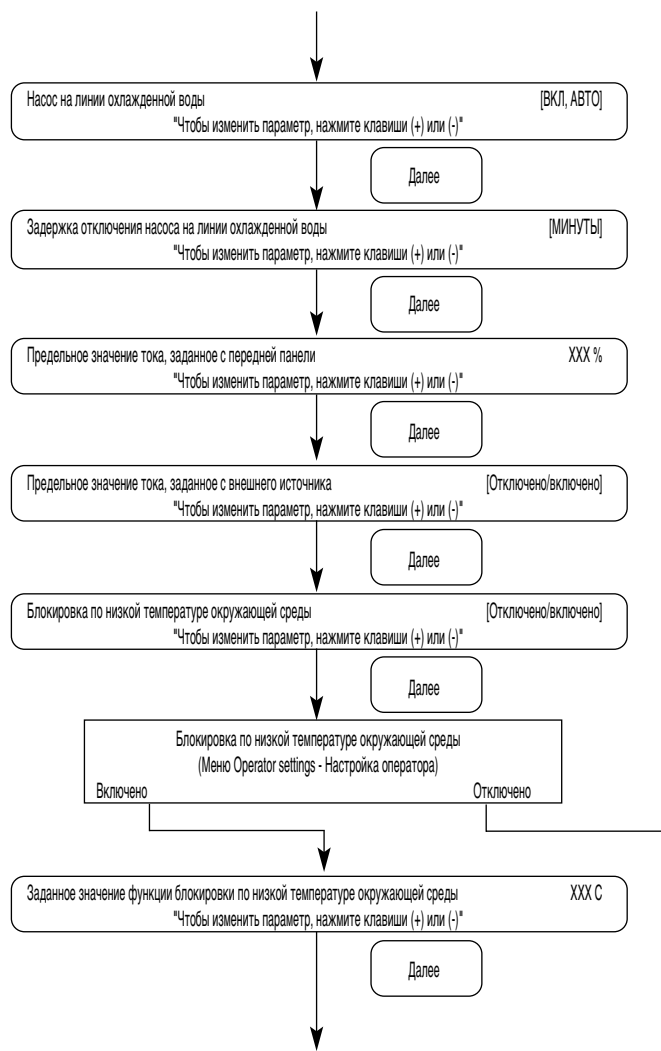 Насос на линии охлажденной воды [ВКЛ, АВТО]
"Чтобы изменить параметр, нажмите клавиши (+) или (-)"
Далее
Задержка отключения насоса на линии охлажденной воды [МИНУТЫ]
"Чтобы изменить параметр, нажмите клавиши (+) или (-)"
Далее
Предельное значение тока, заданное с передней панели XXX %
"Чтобы изменить параметр, нажмите клавиши (+) или (-)"
Далее
Предельное значение тока, заданное с внешнего источника [Отключено/включено]
"Чтобы изменить параметр, нажмите клавиши (+) или (-)"
Далее
Блокировка по низкой температуре окружающей среды [Отключено/включено]
"Чтобы изменить параметр, нажмите клавиши (+) или (-)"
Далее
Блокировка по низкой температуре окружающей среды
(Меню Operator settings - Настройка оператора)
Включено Отключено
Заданное значение функции блокировки по низкой температуре окружающей среды XXX C
"Чтобы изменить параметр, нажмите клавиши (+) или (-)"
Далее